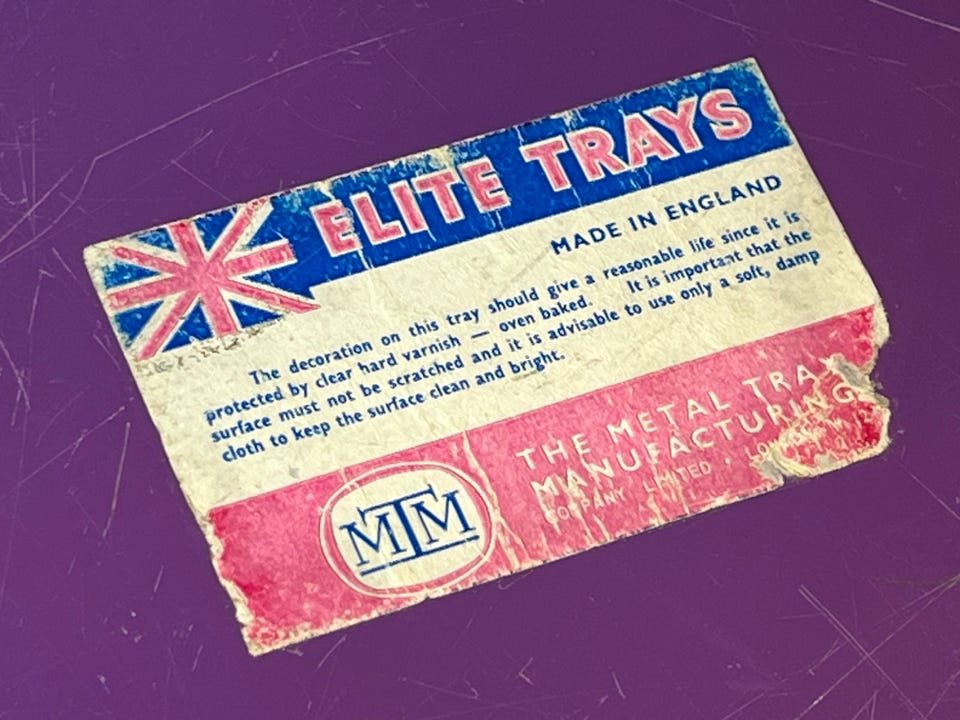 ELITE TRAYS
MADE IN ENGLAND
The decoration on this tray should give a reasonable life since it is
protected by clear hard varnish — oven baked. It is important that the
surface must not be scratched and it is advisable to use only a soft, damp
cloth to keep the surface clean and bright.
MTM
THE METAL TRAY
MANUFACTURING
COMPANY LIMITED